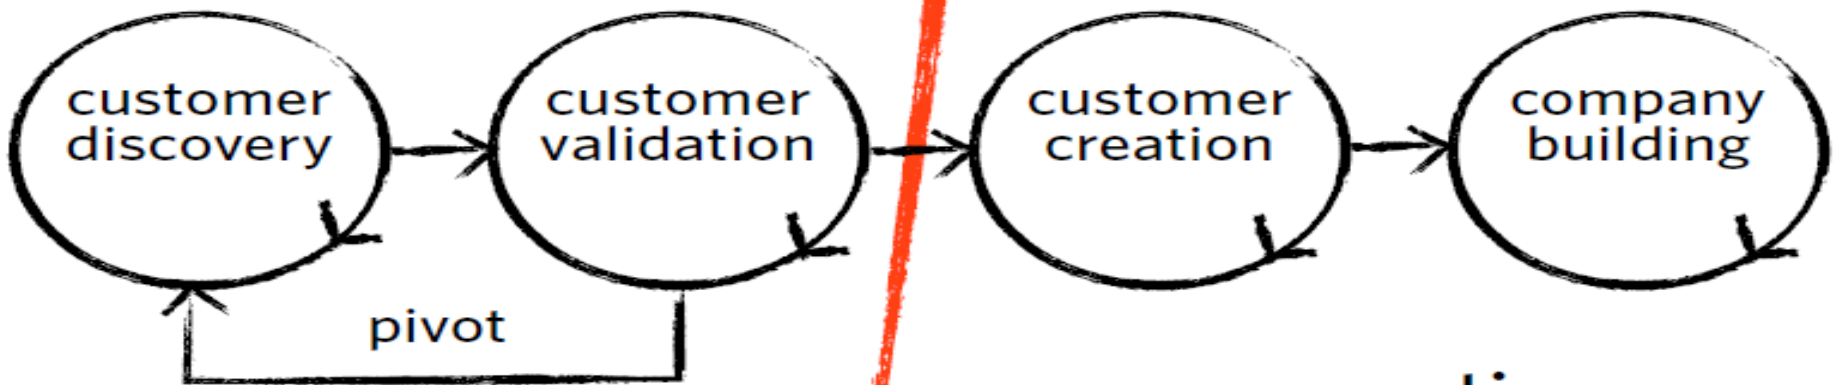 customer
discovery
customer
validation
customer
creation
company
building
pivot